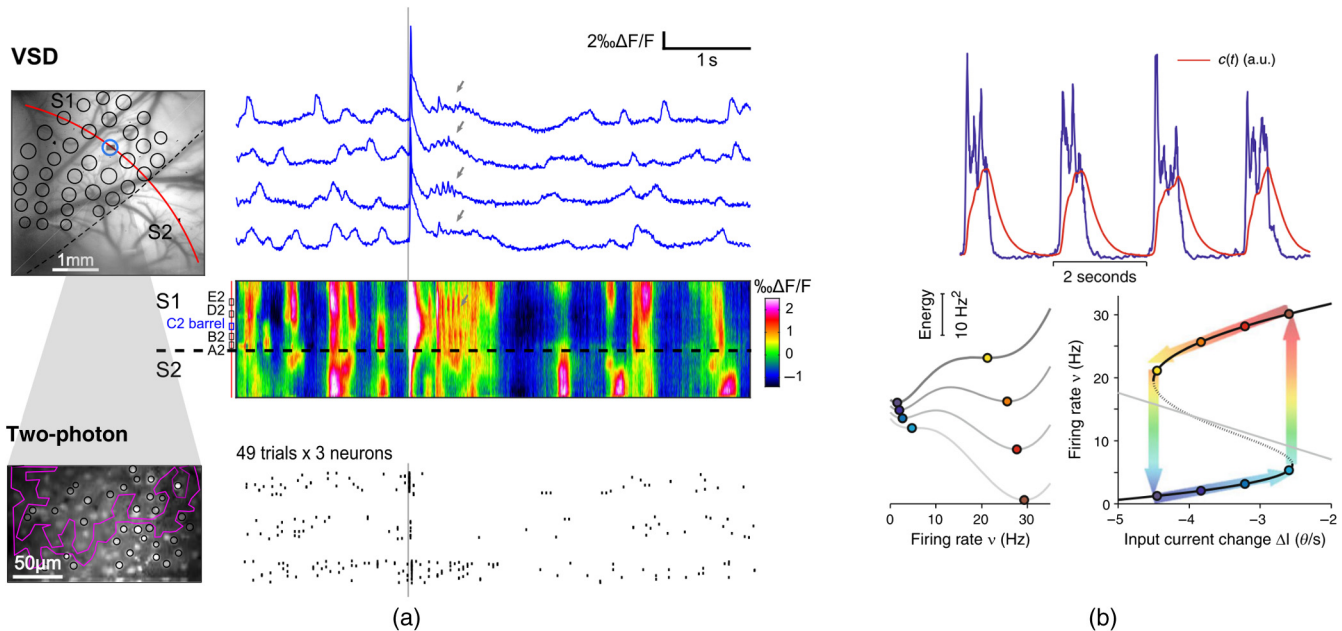 VSD
S1
S2
1mm
2‰ΔF/F
1 s
S1
E2
D2
C2 barrel
B2
A2
S2
‰ΔF/F
2
1
0
−1
Two-photon
50µm
49 trials x 3 neurons
(a)
c(t) (a.u.)
2 seconds
Energy
10 Hz²
0 10 20 30
Firing rate ν (Hz)
Firing rate ν (Hz)
30
20
10
0
−5 −4 −3 −2
Input current change ΔI (θ/s)
(b)